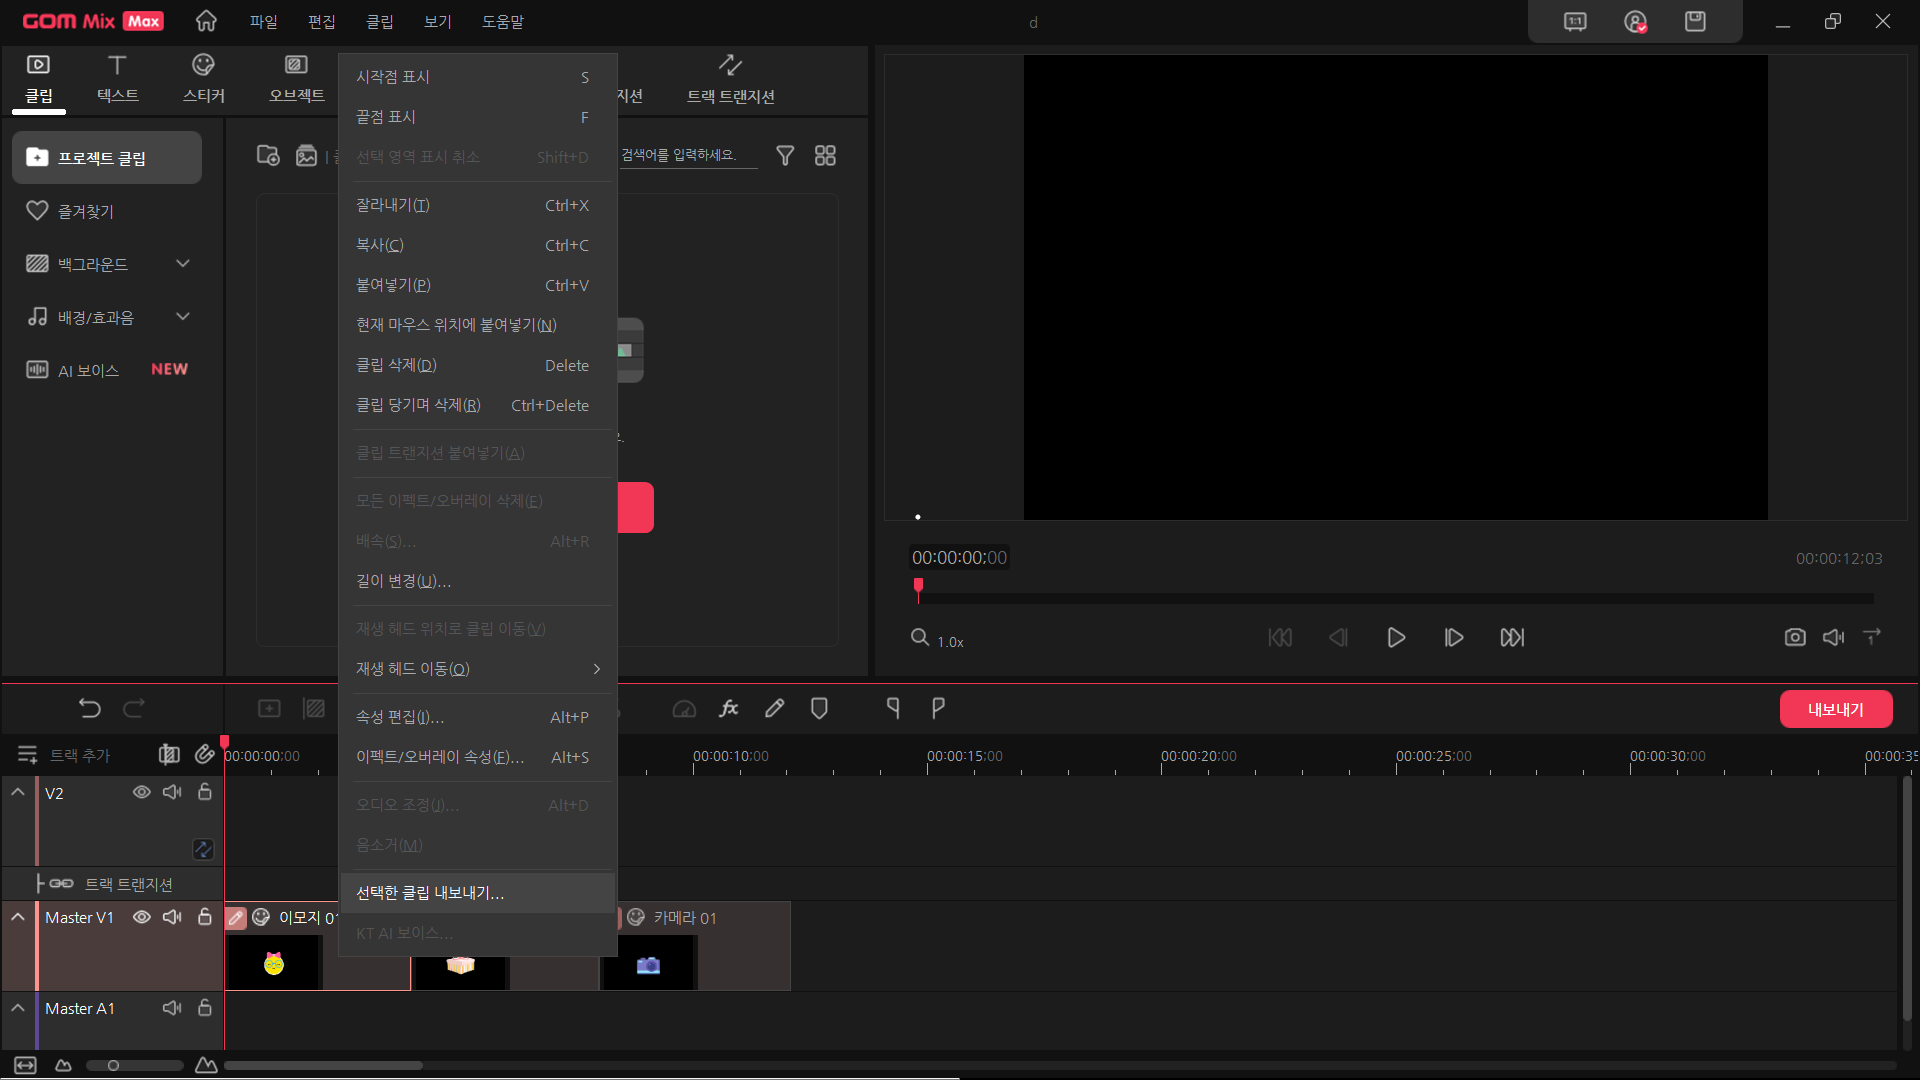 GOM Mix Max
파일
편집
클립
보기
도움말
d
1:1
클립
텍스트
스티커
오브젝트
지션
트랙 트랜지션
프로젝트 클립
즐겨찾기
백그라운드
배경/효과음
AI 보이스 NEW
검색어를 입력하세요.
요.
시작점 표시 S
끝점 표시 F
선택 영역 표시 취소 Shift+D
잘라내기(T) Ctrl+X
복사(C) Ctrl+C
붙여넣기(P) Ctrl+V
현재 마우스 위치에 붙여넣기(N)
클립 삭제(D) Delete
클립 당기며 삭제(R) Ctrl+Delete
클립 트랜지션 붙여넣기(A)
모든 이펙트/오버레이 삭제(E)
배속(S)... Alt+R
길이 변경(U)...
재생 헤드 위치로 클립 이동(V)
재생 헤드 이동(O)
속성 편집(I)... Alt+P
이펙트/오버레이 속성(F)... Alt+S
오디오 조정(J)... Alt+D
음소거(M)
선택한 클립 내보내기...
KT AI 보이스...
00:00:00;00
00:00:12;03
1.0x
1
fx
내보내기
트랙 추가
00:00:00;00
00:00:10;00
00:00:15;00
00:00:20;00
00:00:25;00
00:00:30;00
00:00:35
V2
트랙 트랜지션
Master V1
이모지 01
카메라 01
Master A1